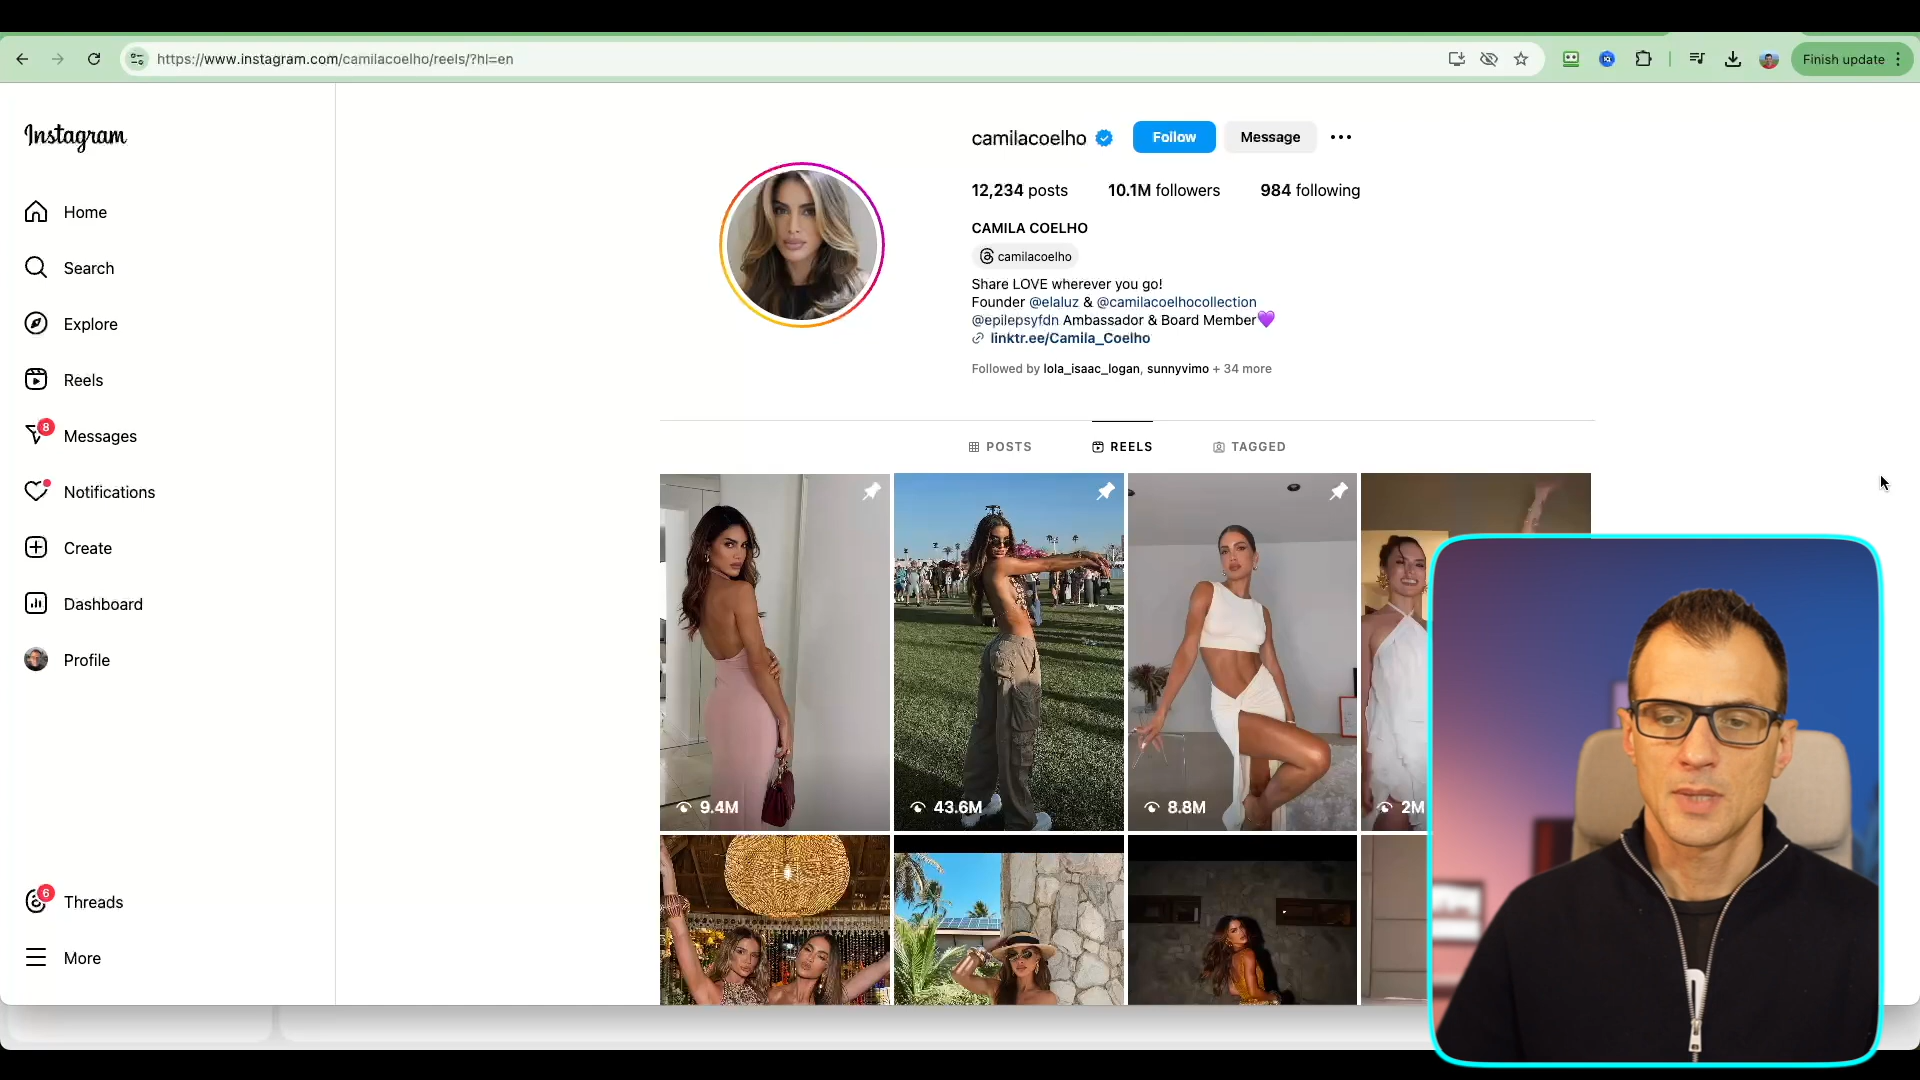 https://www.instagram.com/camilacoelho/reels/?hl=en
Finish update
Instagram
Home
Search
Explore
Reels
8
Messages
Notifications
Create
Dashboard
Profile
6
Threads
More
camilacoelho
Follow
Message
12,234 posts
10.1M followers
984 following
CAMILA COELHO
camilacoelho
Share LOVE wherever you go!
Founder @elaluz & @camilacoelhocollection
@epilepsyfdn Ambassador & Board Member💜
linktr.ee/Camila_Coelho
Followed by lola_isaac_logan, sunnyvimo + 34 more
POSTS
REELS
TAGGED
9.4M
43.6M
8.8M
2M